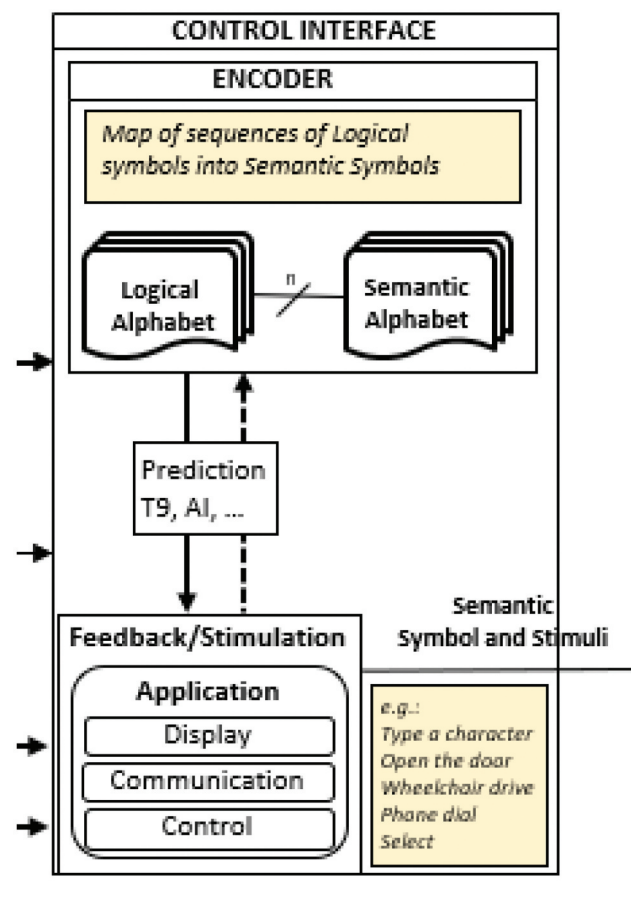 CONTROL INTERFACE
ENCODER
Map of sequences of Logical
symbols into Semantic Symbols
Logical
Alphabet
n
Semantic
Alphabet
Prediction
T9, AI, ...
Semantic
Symbol and Stimuli
Feedback/Stimulation
Application
Display
Communication
Control
e.g.:
Type a character
Open the door
Wheelchair drive
Phone dial
Select